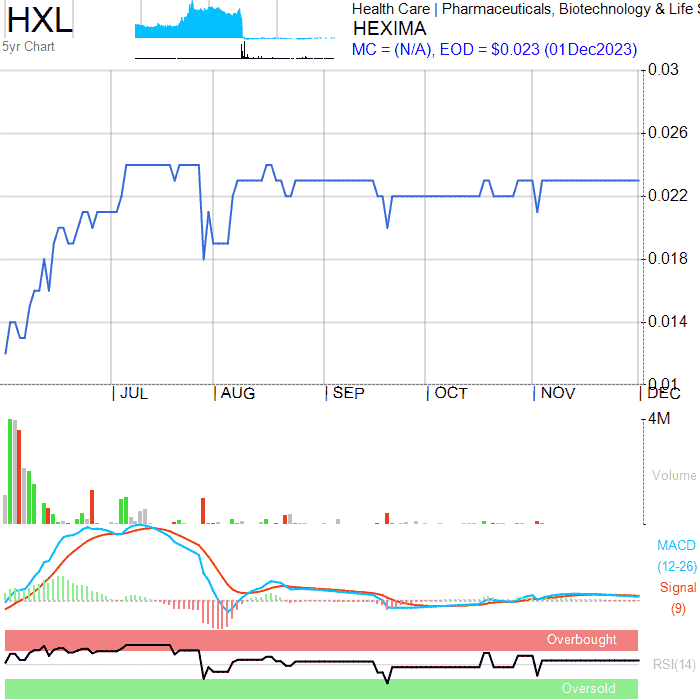 HXL
Health Care | Pharmaceuticals, Biotechnology & Life S
HEXIMA
5yr Chart
MC = (N/A), EOD = $0.023 (01Dec2023)
0.03
0.026
0.022
0.018
0.014
0.01
| JUL | AUG | SEP | OCT | NOV | DEC
4M
Volume
MACD
(12-26)
Signal
(9)
Overbought
RSI(14)
Oversold